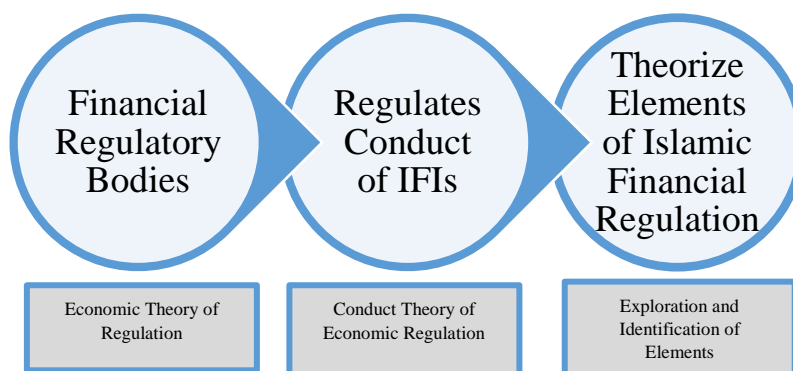 Financial
Regulatory
Bodies
Regulates
Conduct
of IFIs
Theorize
Elements
of Islamic
Financial
Regulation
Economic Theory of
Regulation
Conduct Theory of
Economic Regulation
Exploration and
Identification of
Elements